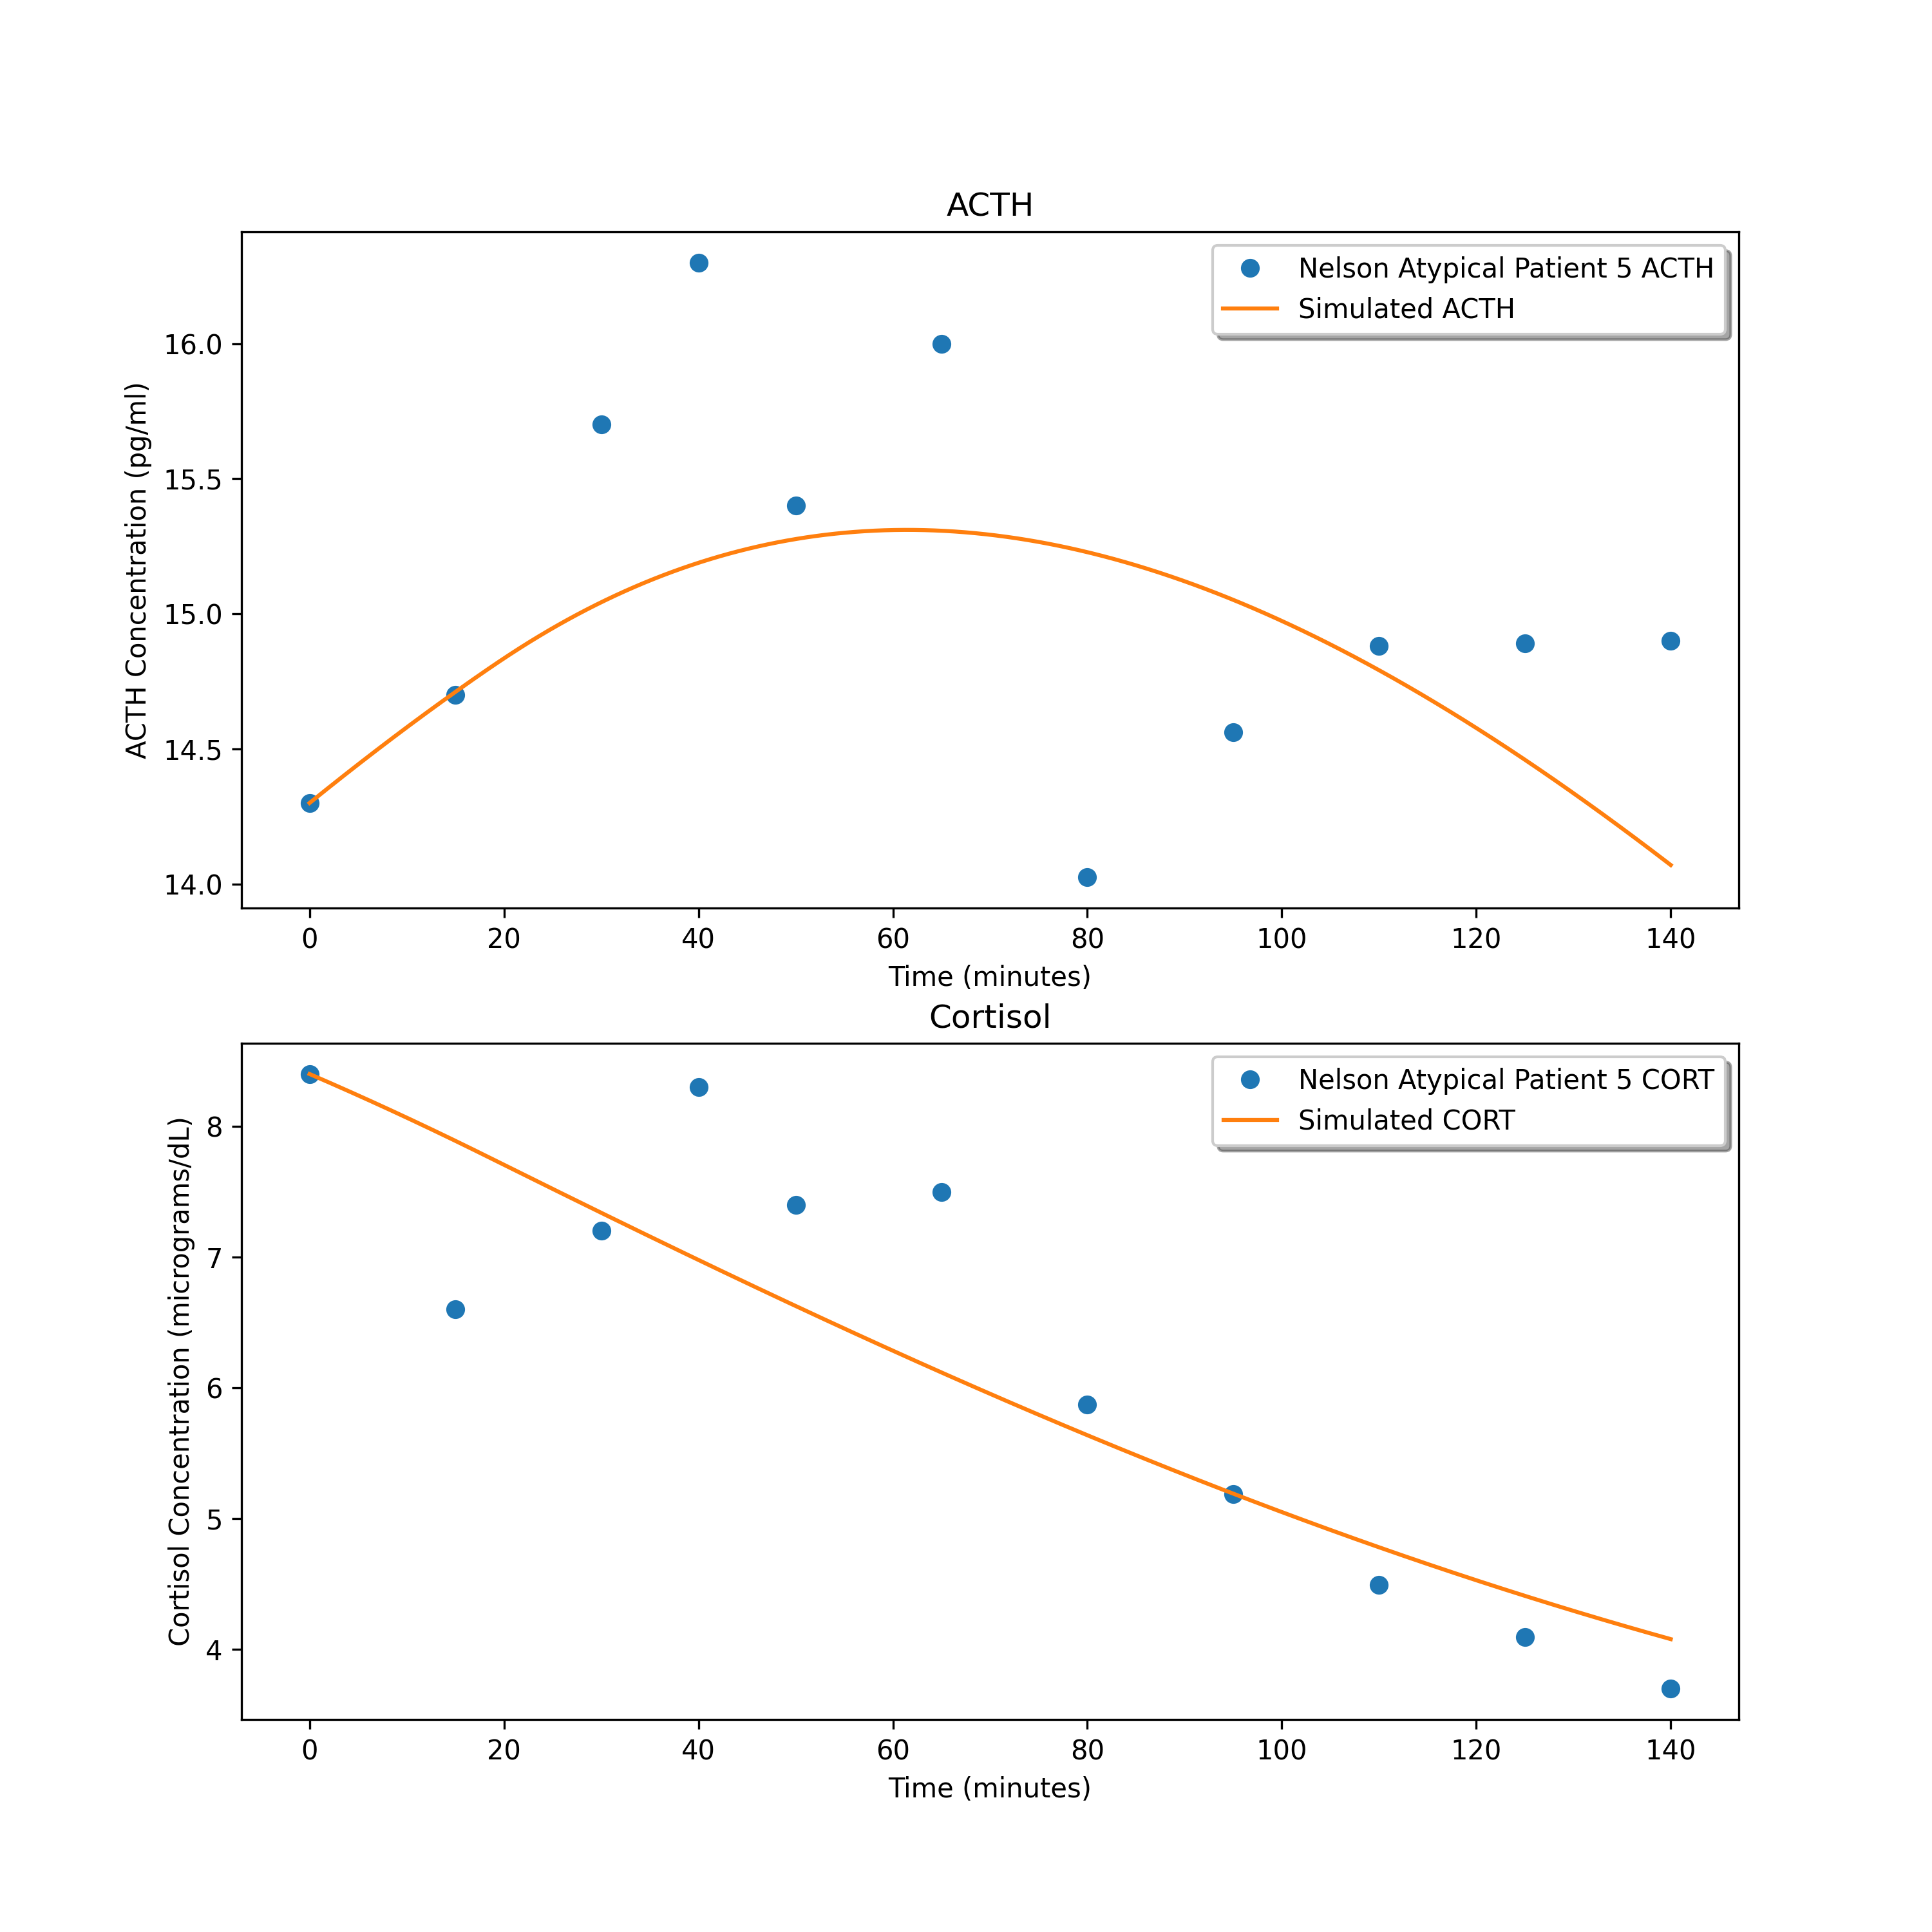 ACTH
Nelson Atypical Patient 5 ACTH
Simulated ACTH
ACTH Concentration (pg/ml)
16.0
15.5
15.0
14.5
14.0
0 20 40 60 80 100 120 140
Time (minutes)
Cortisol
Nelson Atypical Patient 5 CORT
Simulated CORT
Cortisol Concentration (micrograms/dL)
8
7
6
5
4
0 20 40 60 80 100 120 140
Time (minutes)